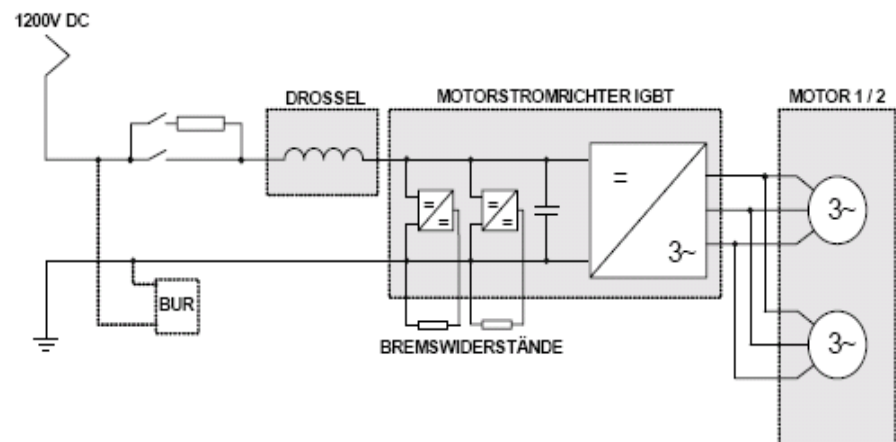 1200V DC
DROSSEL
MOTORSTROMRICHTER IGBT
MOTOR 1 / 2
=
=
=
=
=
3~
3~
BUR
BREMSWIDERSTÄNDE
3~